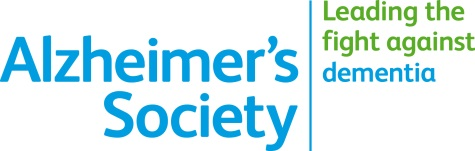 Alzheimer's
Society
Leading the
fight against
dementia